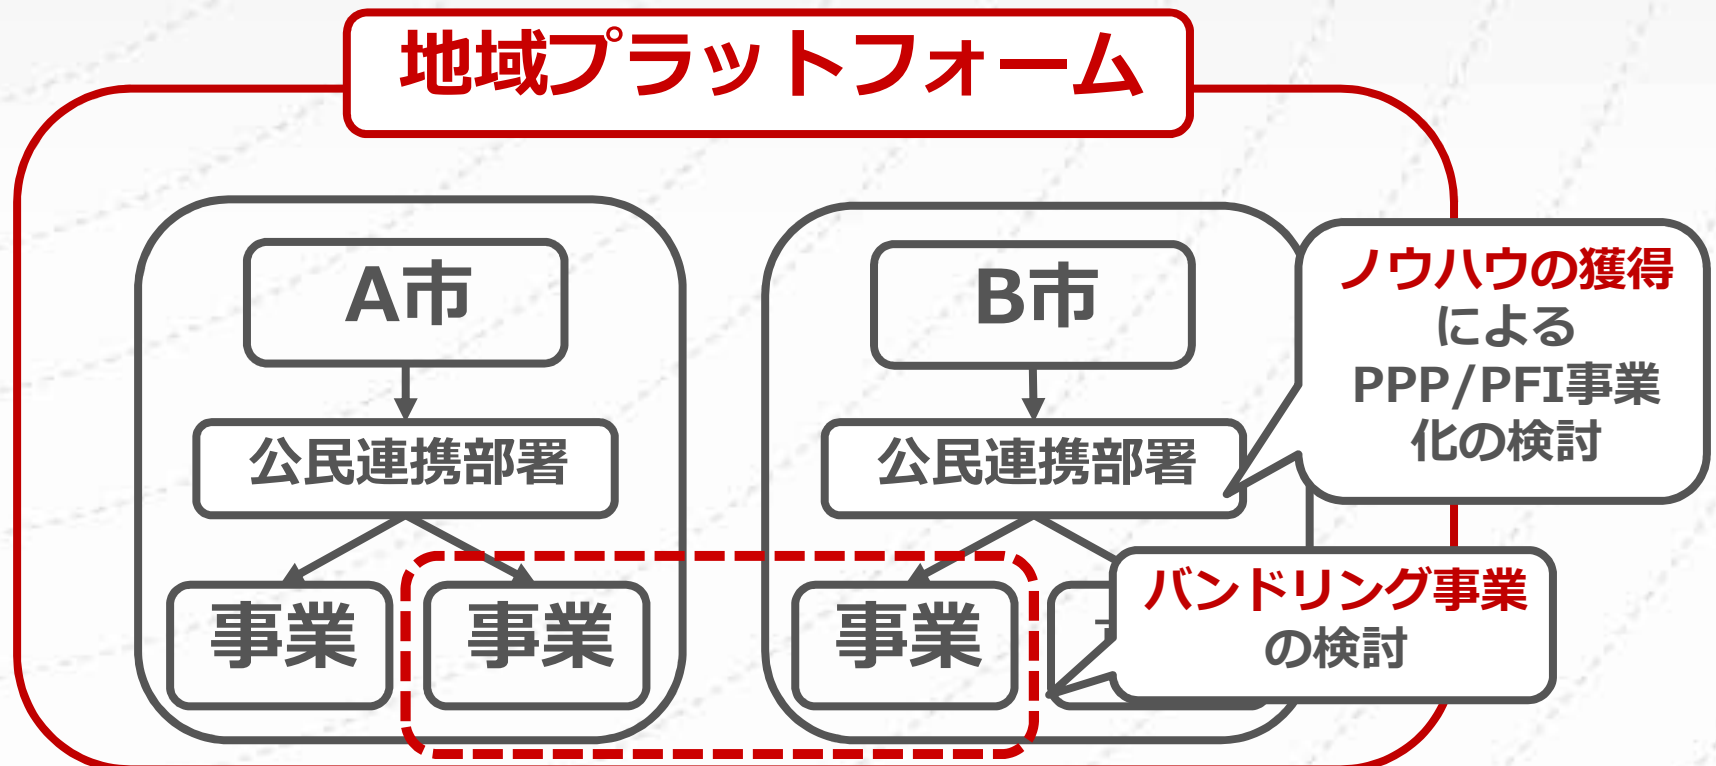 地域プラットフォーム
A市
B市
ノウハウの獲得
による
PPP/PFI事業
化の検討
公民連携部署
公民連携部署
バンドリング事業
の検討
事業
事業
事業